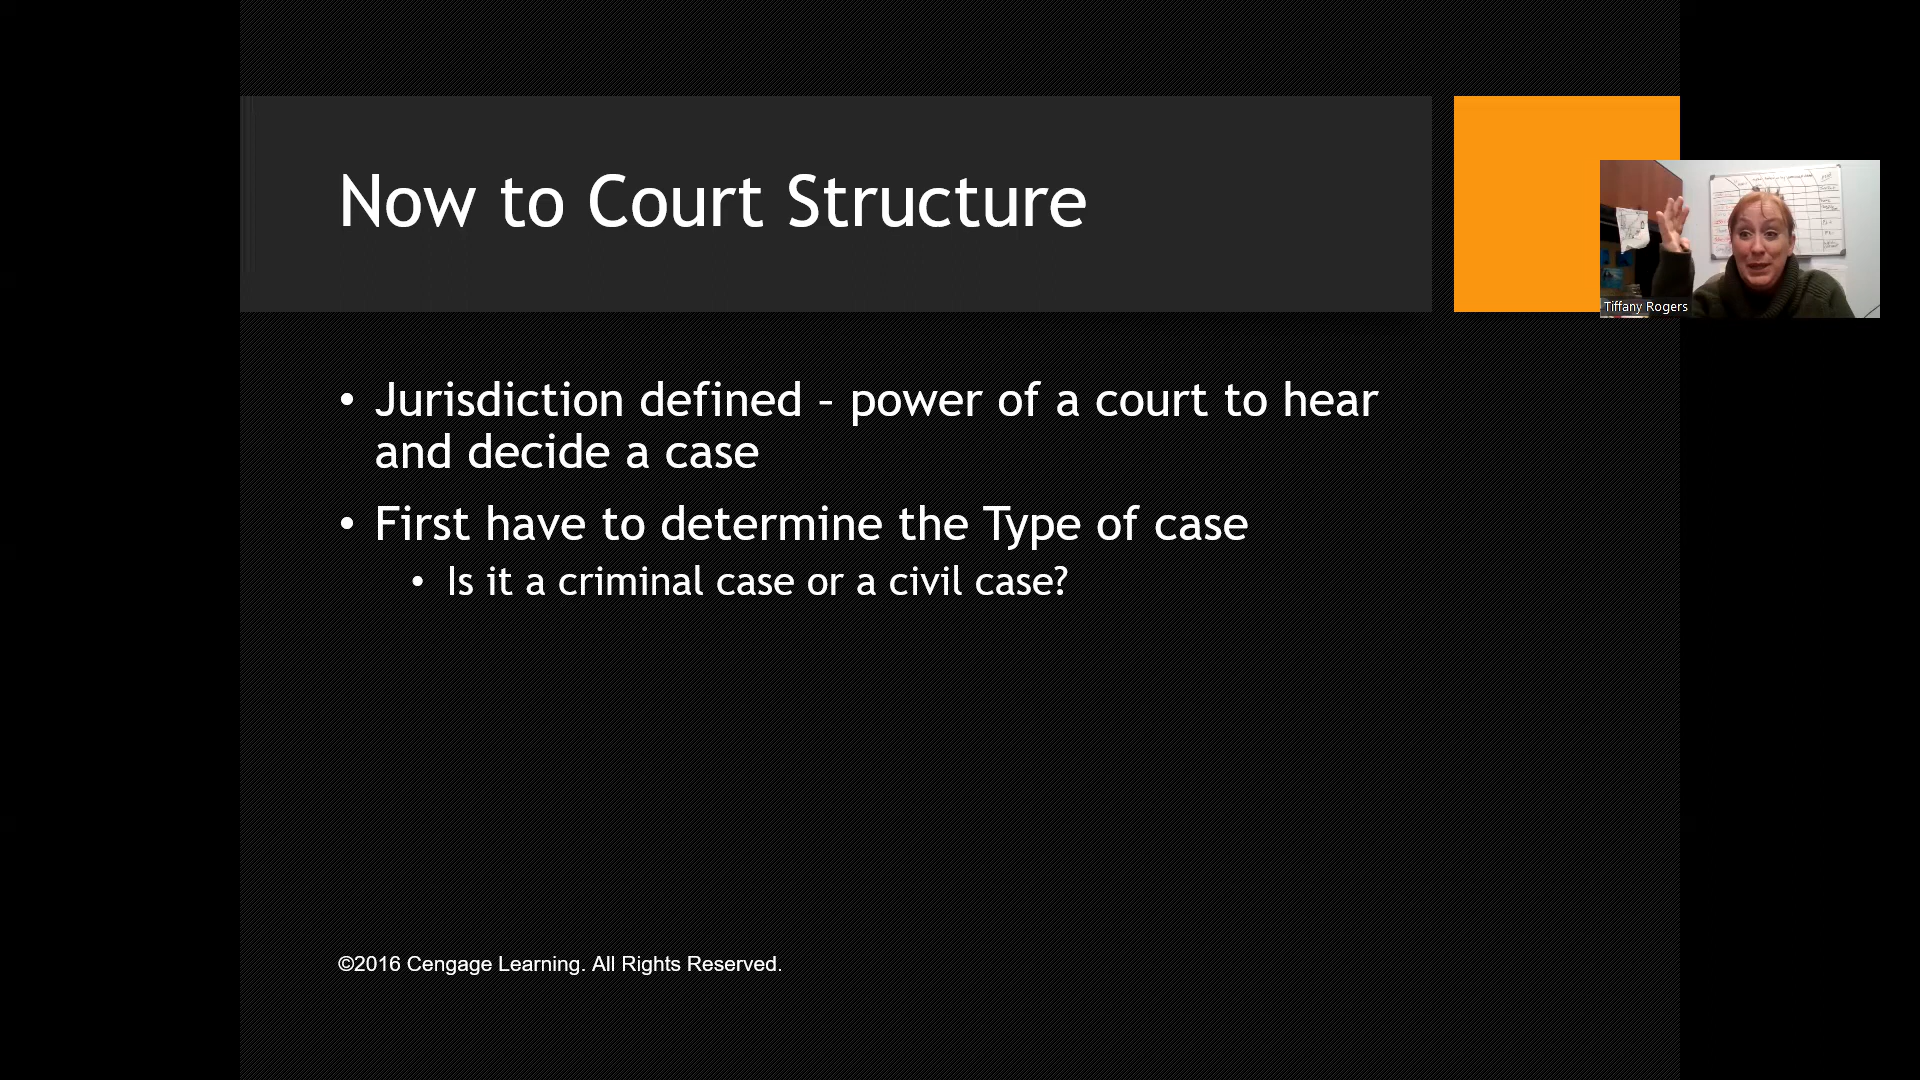 Now to Court Structure
• Jurisdiction defined – power of a court to hear
and decide a case
• First have to determine the Type of case
• Is it a criminal case or a civil case?
©2016 Cengage Learning. All Rights Reserved.
Tiffany Rogers